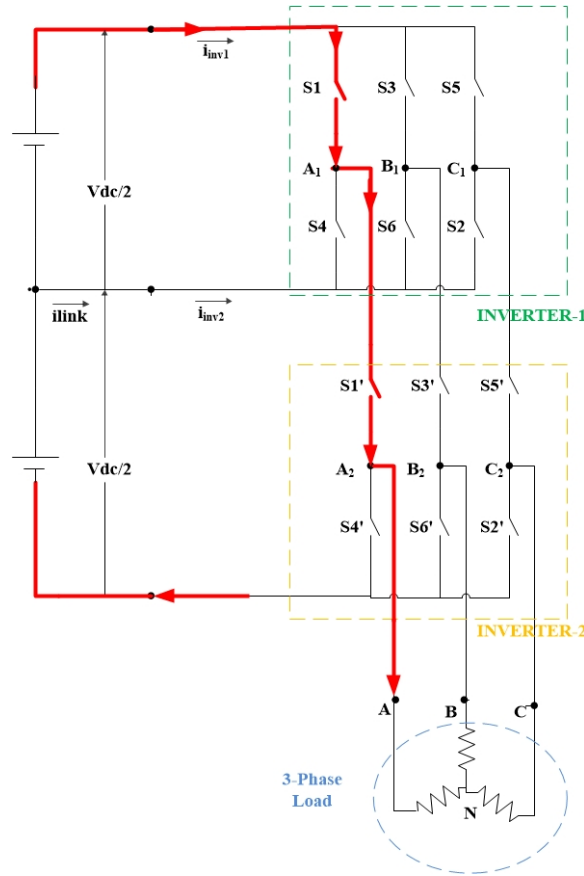 i_inv1
S1
S3
S5
A₁
B₁
C₁
Vdc/2
S4
S6
S2
ilink
i_inv2
INVERTER-1
S1'
S3'
S5'
Vdc/2
A₂
B₂
C₂
S4'
S6'
S2'
INVERTER-2
A
B
C
3-Phase
Load
N